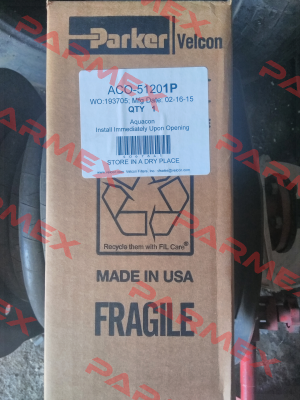 Parker Velcon
ACO-51201P
WO:193705; Mfg Date: 02-16-15
QTY 1
Aquacon
Install Immediately Upon Opening
STORE IN A DRY PLACE
Recycle them with FIL Care®
MADE IN USA
FRAGILE
PARMEX
PARMEX
PARMEX